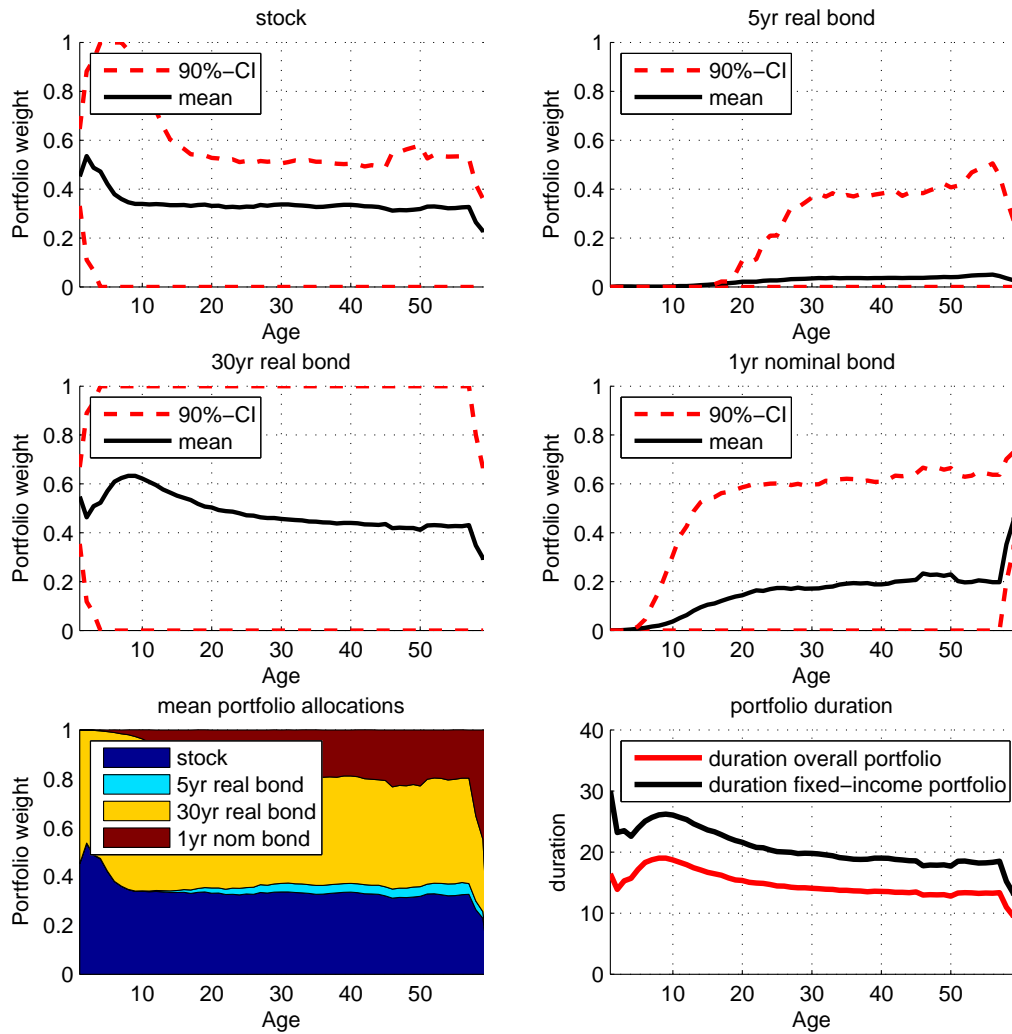 stock
1
0.8
0.6
0.4
0.2
0
Portfolio weight
90%−CI
mean
10 20 30 40 50
Age
5yr real bond
1
0.8
0.6
0.4
0.2
0
Portfolio weight
90%−CI
mean
10 20 30 40 50
Age
30yr real bond
1
0.8
0.6
0.4
0.2
0
Portfolio weight
90%−CI
mean
10 20 30 40 50
Age
1yr nominal bond
1
0.8
0.6
0.4
0.2
0
Portfolio weight
90%−CI
mean
10 20 30 40 50
Age
mean portfolio allocations
1
0.8
0.6
0.4
0.2
0
Portfolio weight
stock
5yr real bond
30yr real bond
1yr nom bond
10 20 30 40 50
Age
portfolio duration
40
30
20
10
0
duration
duration overall portfolio
duration fixed−income portfolio
10 20 30 40 50
Age